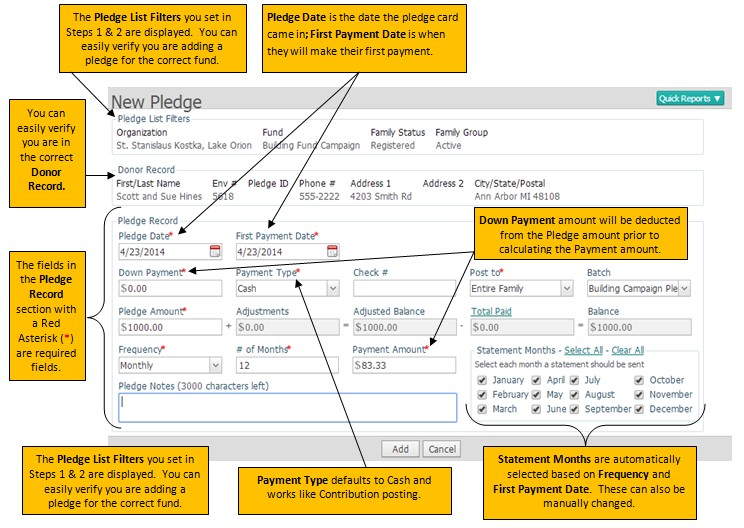 The Pledge List Filters you set in
Steps 1 & 2 are displayed. You can
easily verify you are adding a
pledge for the correct fund.
Pledge Date is the date the pledge card
came in; First Payment Date is when
they will make their first payment.
You can
easily verify
you are in
the correct
Donor
Record.
New Pledge
Quick Reports ▼
Pledge List Filters
Organization Fund Family Status Family Group
St. Stanislaus Kostka, Lake Orion Building Fund Campaign Registered Active
Donor Record
First/Last Name Env # Pledge ID Phone # Address 1 Address 2 City/State/Postal
Scott and Sue Hines 5618 555-2222 4203 Smth Rd Ann Arbor MI 48108
Down Payment amount will be deducted
from the Pledge amount prior to
calculating the Payment amount.
The fields in
the Pledge
Record
section with
a Red
Asterisk (*)
are required
fields.
Pledge Record
Pledge Date* First Payment Date*
4/23/2014 4/23/2014
Down Payment* Payment Type* Check # Post to* Batch
$0.00 Cash Entire Family Building Campaign Ple
Pledge Amount* Adjustments Adjusted Balance Total Paid Balance
$1000.00 + $0.00 = $1000.00 - $0.00 = $1000.00
Frequency* # of Months* Payment Amount*
Monthly 12 $83.33
Statement Months - Select All - Clear All
Select each month a statement should be sent
January April July October
February May August November
March June September December
Pledge Notes (3000 characters left)
Add Cancel
The Pledge List Filters you set in
Steps 1 & 2 are displayed. You can
easily verify you are adding a
pledge for the correct fund.
Payment Type defaults to Cash and
works like Contribution posting.
Statement Months are automatically
selected based on Frequency and
First Payment Date. These can also be
manually changed.